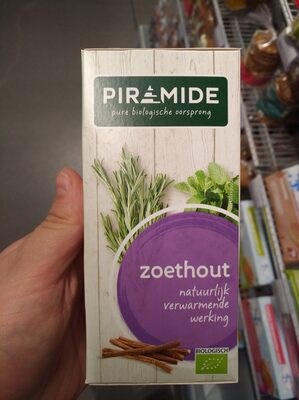 PIRAMIDE
pure biologische oorsprong
zoethout
natuurlijk
verwarmende
werking
BIOLOGISCH